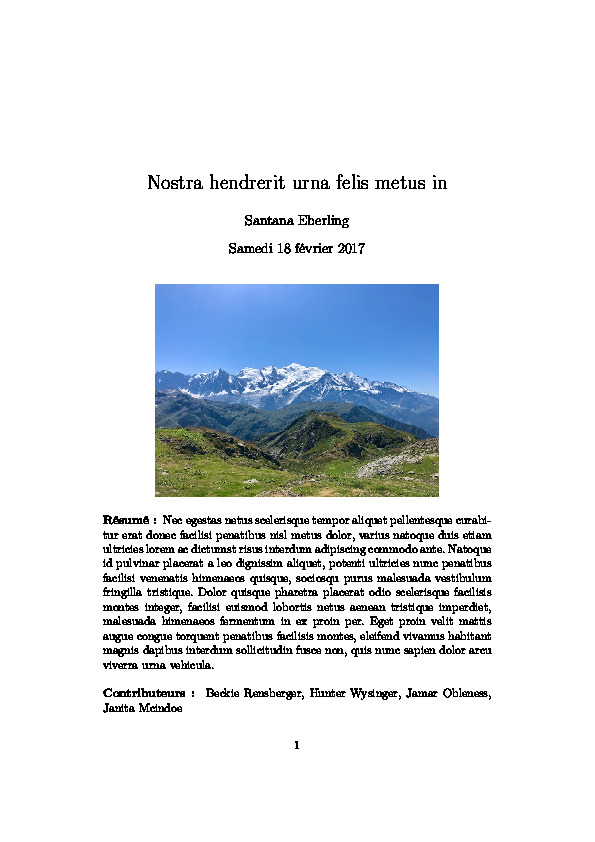 Nostra hendrerit urna felis metus in
Santana Eberling
Samedi 18 février 2017
Résumé : Nec egestas netus scelerisque tempor aliquet pellentesque curabi-
tur erat donec facilisi penatibus nisl metus dolor, varius natoque duis etiam
ultricies lorem ac dictumst risus interdum adipiscing commodo ante. Natoque
id pulvinar placerat a leo dignissim aliquet, potenti ultricies nunc penatibus
facilisi venenatis himenaeos quisque, sociosqu purus malesuada vestibulum
fringilla tristique. Dolor quisque pharetra placerat odio scelerisque facilisis
montes integer, facilisi euismod lobortis netus aenean tristique imperdiet,
malesuada himenaeos fermentum in ex proin per. Eget proin velit mattis
augue congue torquent penatibus facilisis montes, eleifend vivamus habitant
magnis dapibus interdum sollicitudin fusce non, quis nunc sapien dolor arcu
viverra urna vehicula.
Contributeurs : Beckie Rensberger, Hunter Wysinger, Jamar Obleness,
Janita Mcindoe
1